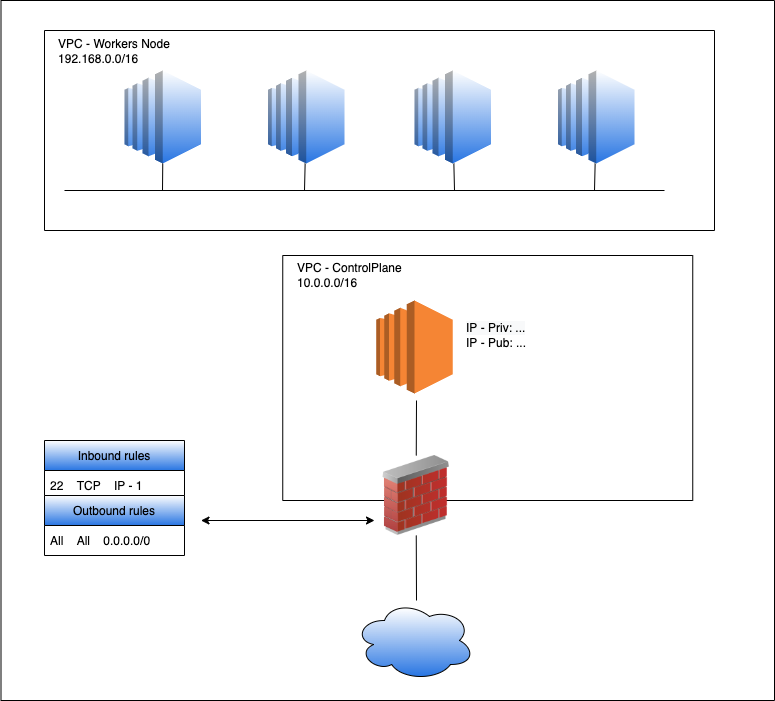 VPC - Workers Node
192.168.0.0/16
VPC - ControlPlane
10.0.0.0/16
IP - Priv: ...
IP - Pub: ...
Inbound rules
22 TCP IP - 1
Outbound rules
All All 0.0.0.0/0